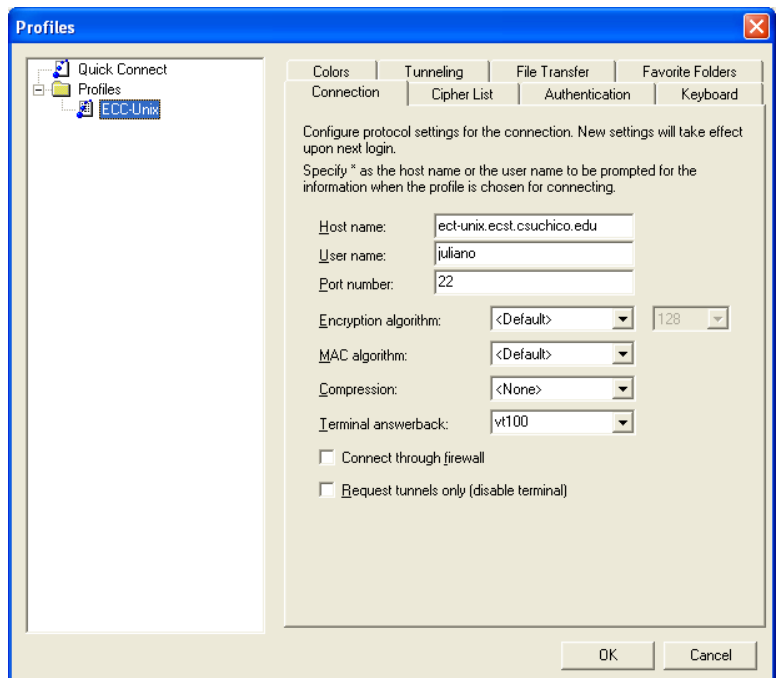 Profiles
Quick Connect
Profiles
ECC-Unix
Colors
Tunneling
File Transfer
Favorite Folders
Connection
Cipher List
Authentication
Keyboard
Configure protocol settings for the connection. New settings will take effect
upon next login.
Specify * as the host name or the user name to be prompted for the
information when the profile is chosen for connecting.
Host name: ect-unix.ecst.csuchico.edu
User name: juliano
Port number: 22
Encryption algorithm: <Default> 128
MAC algorithm: <Default>
Compression: <None>
Terminal answerback: vt100
Connect through firewall
Request tunnels only (disable terminal)
OK
Cancel